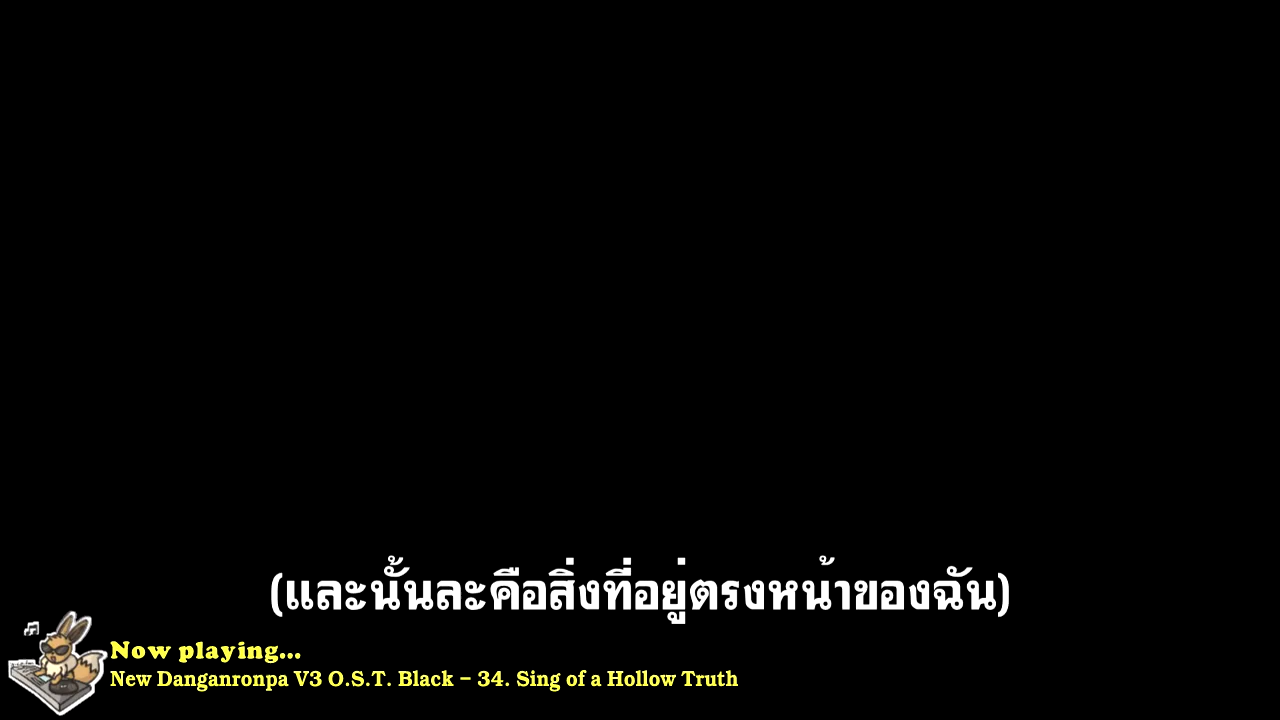 (และนั้นละคือสิ่งที่อยู่ตรงหน้าของฉัน)
Now playing...
New Danganronpa V3 O.S.T. Black – 34. Sing of a Hollow Truth